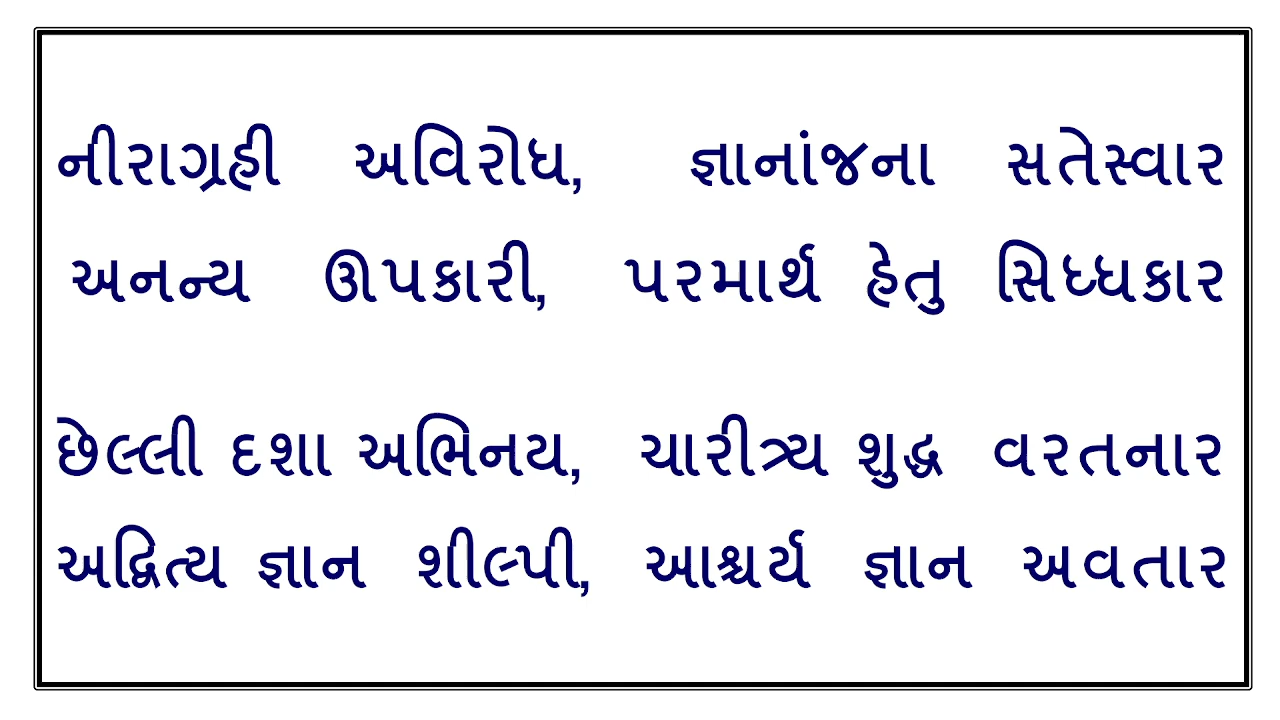 નીરાગ્રહી અવિરોધ, જ્ઞાનાંજના સતેસ્વાર
અનન્ય ઊપકારી, પરમાર્થ હેતુ સિધ્ધકાર
છેલ્લી દશા અભિનય, ચારીત્ર્ય શુદ્ધ વરતનાર
અદ્વિત્ય જ્ઞાન શીલ્પી, આશ્ચર્ય જ્ઞાન અવતાર